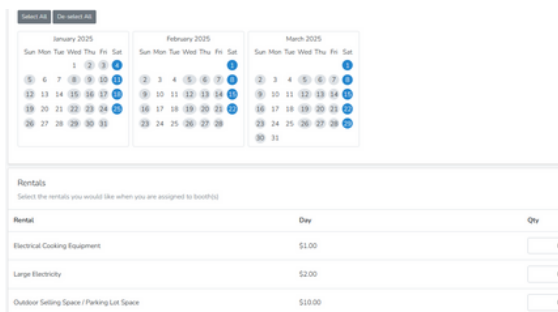 Select All De-select All
January 2025 February 2025 March 2025
Sun Mon Tue Wed Thu Fri Sat Sun Mon Tue Wed Thu Fri Sat Sun Mon Tue Wed Thu Fri Sat
1 2 3 4 1 1
5 6 7 8 9 10 11 2 3 4 5 6 7 8 2 3 4 5 6 7 8
12 13 14 15 16 17 18 9 10 11 12 13 14 15 9 10 11 12 13 14 15
19 20 21 22 23 24 25 16 17 18 19 20 21 22 16 17 18 19 20 21 22
26 27 28 29 30 31 23 24 25 26 27 28 23 24 25 26 27 28 29
30 31
Rentals
Select the rentals you would like when you are assigned to booth(s)
Rental Day Qty
Electrical Cooking Equipment $1.00
Large Electricity $2.00
Outdoor Selling Space / Parking Lot Space $10.00